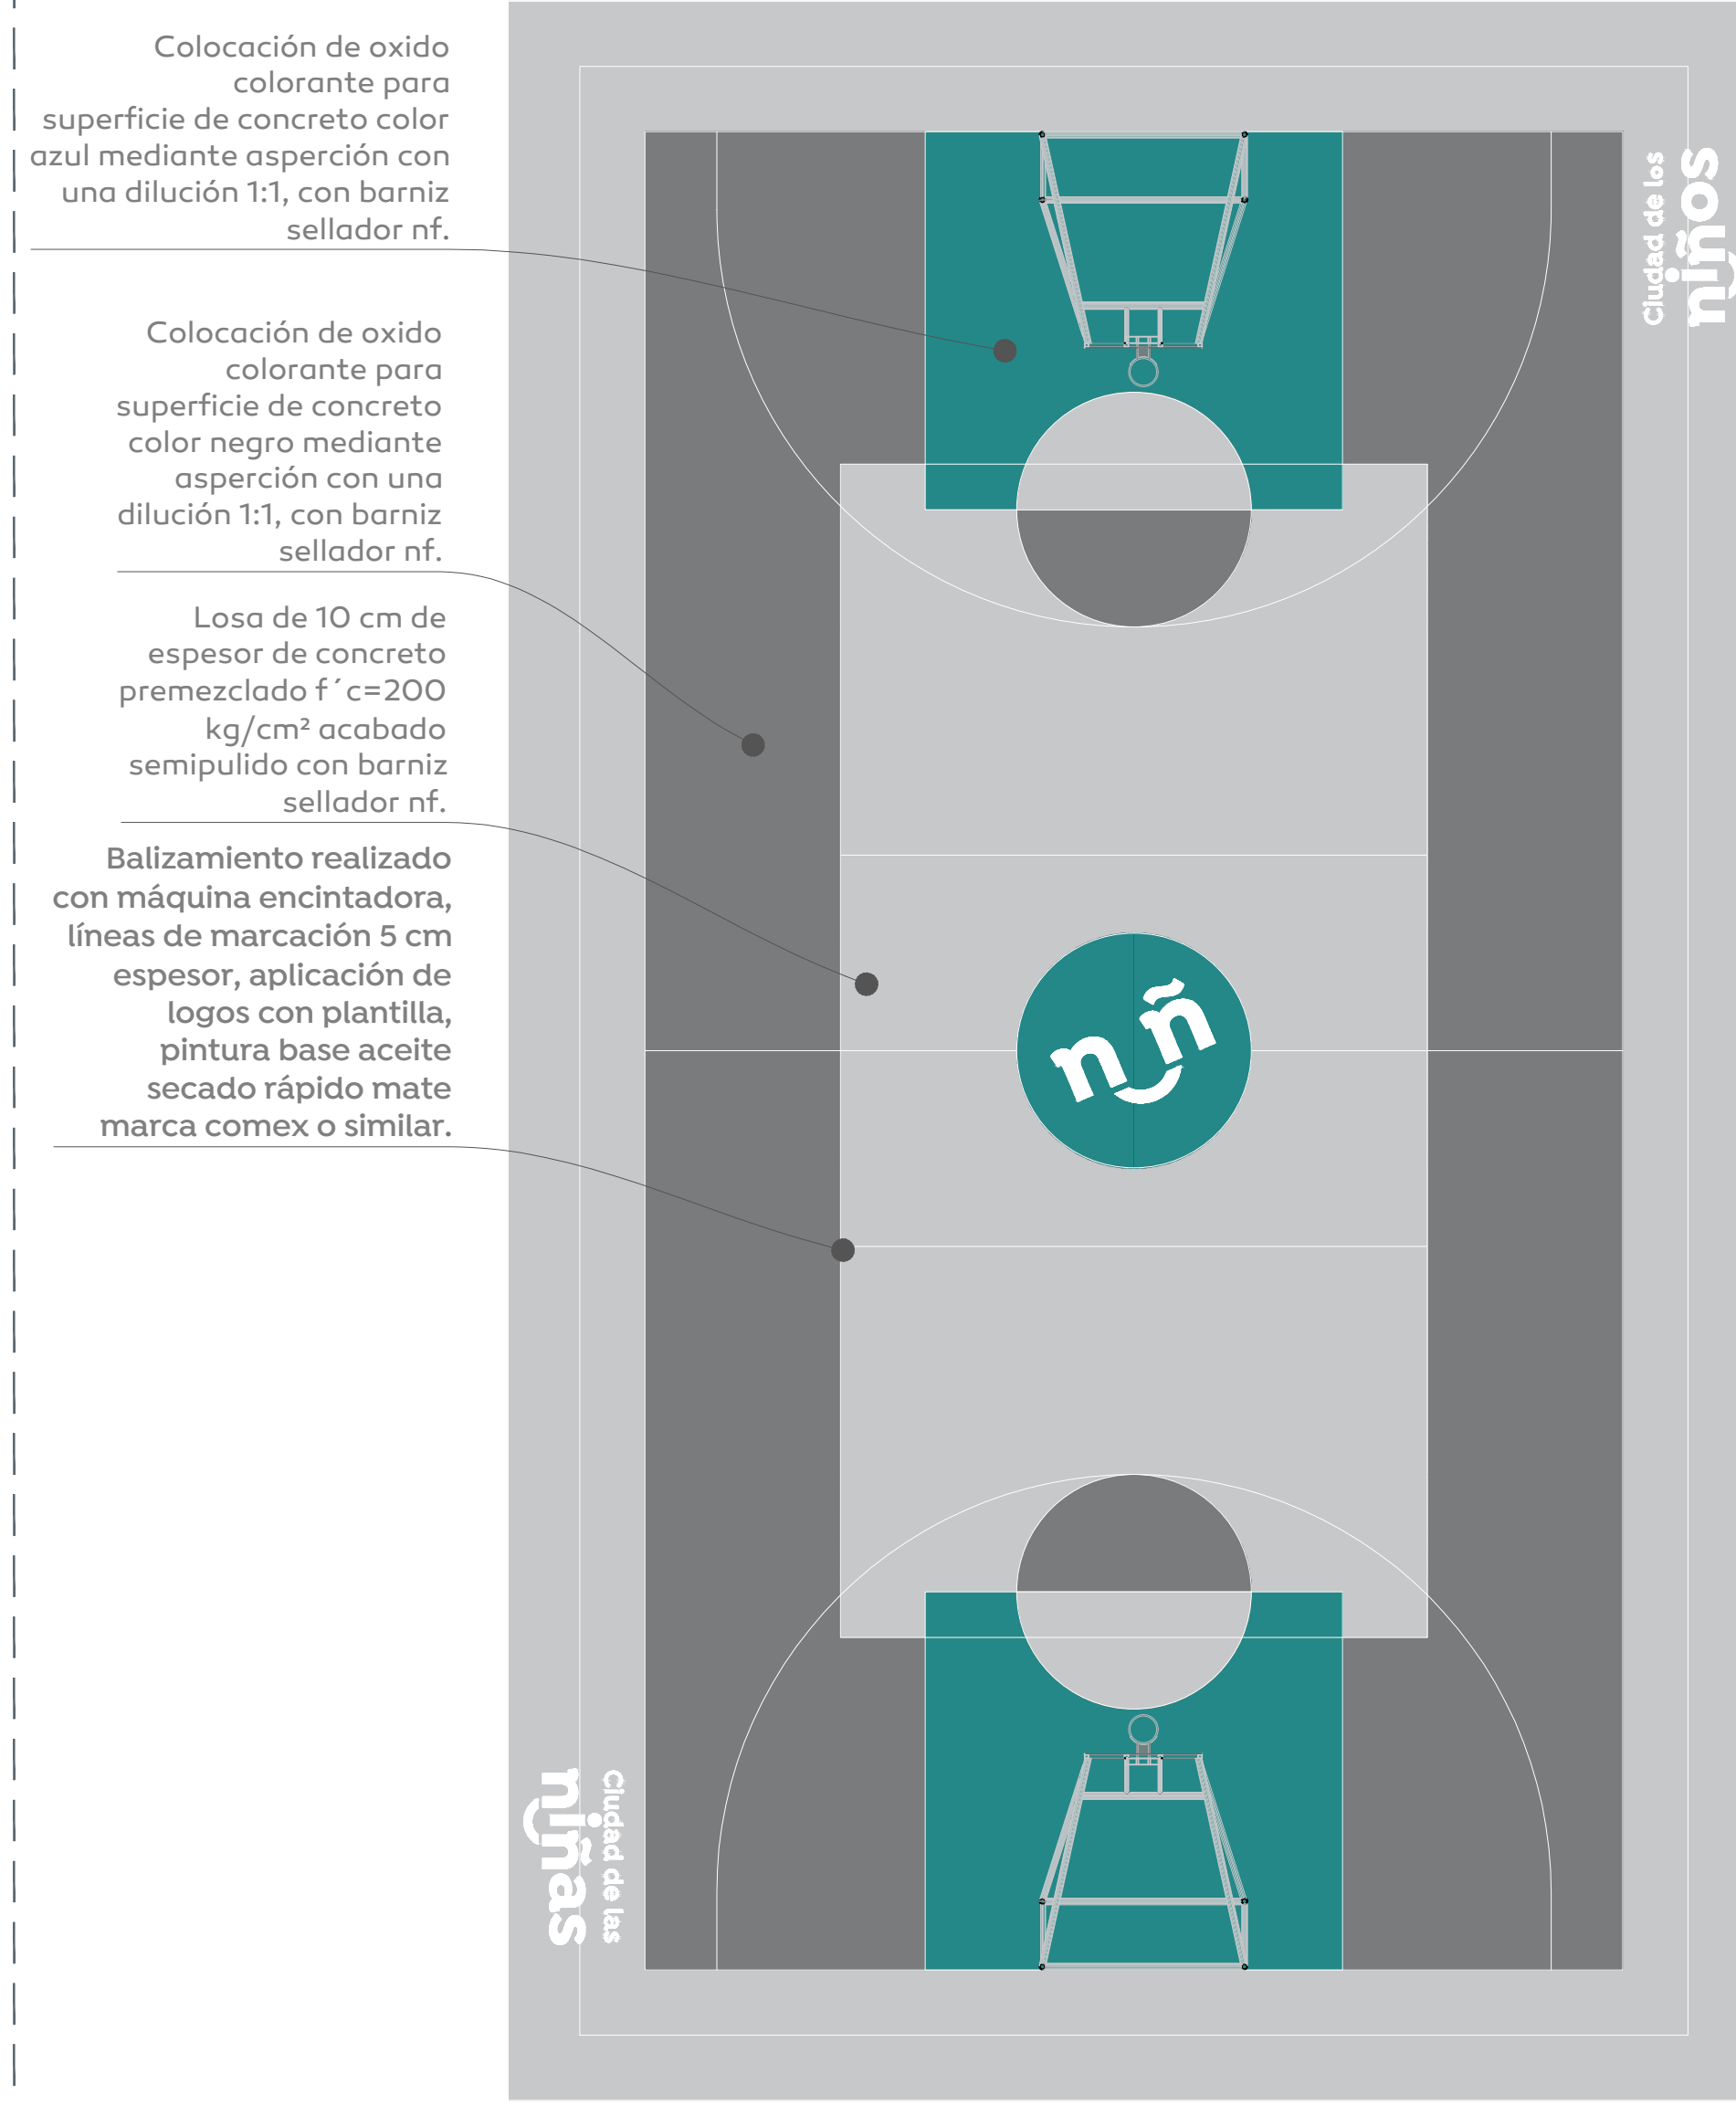 Colocación de oxido
colorante para
superficie de concreto color
azul mediante asperción con
una dilución 1:1, con barniz
sellador nf.
Colocación de oxido
colorante para
superficie de concreto
color negro mediante
asperción con una
dilución 1:1, con barniz
sellador nf.
Losa de 10 cm de
espesor de concreto
premezclado f´c=200
kg/cm² acabado
semipulido con barniz
sellador nf.
Balizamiento realizado
con máquina encintadora,
líneas de marcación 5 cm
espesor, aplicación de
logos con plantilla,
pintura base aceite
secado rápido mate
marca comex o similar.
Ciudad de los
niños
n ñ
Ciudad de las
niñas